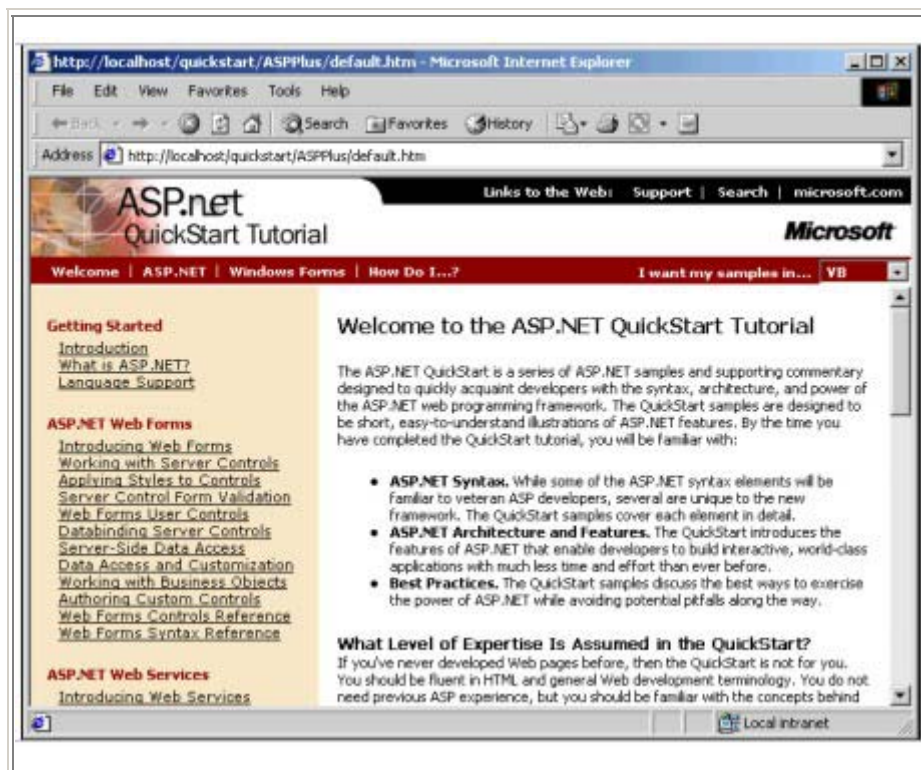 http://localhost/quickstart/ASPPlus/default.htm - Microsoft Internet Explorer
File Edit View Favorites Tools Help
Back Search Favorites History
Address http://localhost/quickstart/ASPPlus/default.htm
ASP.net
QuickStart Tutorial
Links to the Web: Support | Search | microsoft.com
Microsoft
Welcome | ASP.NET | Windows Forms | How Do I...? I want my samples in... VB
Getting Started
Introduction
What is ASP.NET?
Language Support
ASP.NET Web Forms
Introducing Web Forms
Working with Server Controls
Applying Styles to Controls
Server Control Form Validation
Web Forms User Controls
Databinding Server Controls
Server-Side Data Access
Data Access and Customization
Working with Business Objects
Authoring Custom Controls
Web Forms Controls Reference
Web Forms Syntax Reference
ASP.NET Web Services
Introducing Web Services
Welcome to the ASP.NET QuickStart Tutorial
The ASP.NET QuickStart is a series of ASP.NET samples and supporting commentary
designed to quickly acquaint developers with the syntax, architecture, and power of
the ASP.NET web programming framework. The QuickStart samples are designed to
be short, easy-to-understand illustrations of ASP.NET features. By the time you
have completed the QuickStart tutorial, you will be familiar with:
• ASP.NET Syntax. While some of the ASP.NET syntax elements will be
familiar to veteran ASP developers, several are unique to the new
framework. The QuickStart samples cover each element in detail.
• ASP.NET Architecture and Features. The QuickStart introduces the
features of ASP.NET that enable developers to build interactive, world-class
applications with much less time and effort than ever before.
• Best Practices. The QuickStart samples discuss the best ways to exercise
the power of ASP.NET while avoiding potential pitfalls along the way.
What Level of Expertise Is Assumed in the QuickStart?
If you've never developed Web pages before, then the QuickStart is not for you.
You should be fluent in HTML and general Web development terminology. You do not
need previous ASP experience, but you should be familiar with the concepts behind
Local intranet